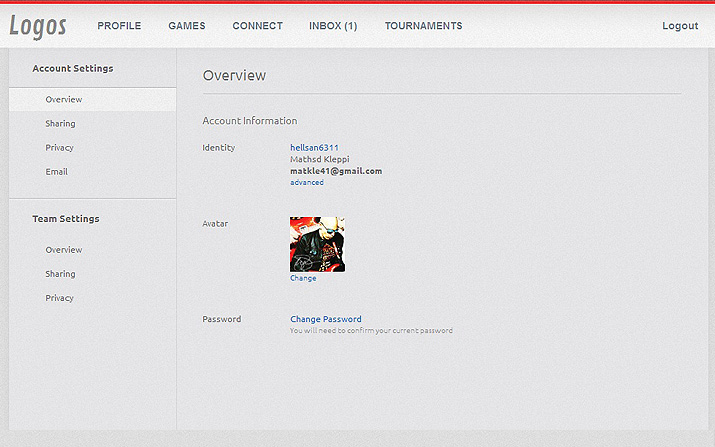 Logos
PROFILE GAMES CONNECT INBOX (1) TOURNAMENTS Logout
Account Settings
Overview
Sharing
Privacy
Email
Team Settings
Overview
Sharing
Privacy
Overview
Account Information
Identity hellsan6311
Mathsd Kleppi
matkle41@gmail.com
advanced
Avatar
Change
Password Change Password
You will need to confirm your current password